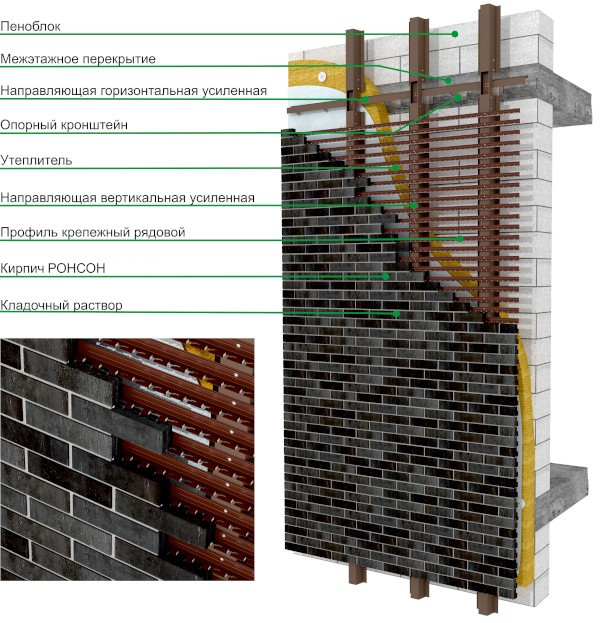 Пеноблок
Межэтажное перекрытие
Направляющая горизонтальная усиленная
Опорный кронштейн
Утеплитель
Направляющая вертикальная усиленная
Профиль крепежный рядовой
Кирпич РОНСОН
Кладочный раствор